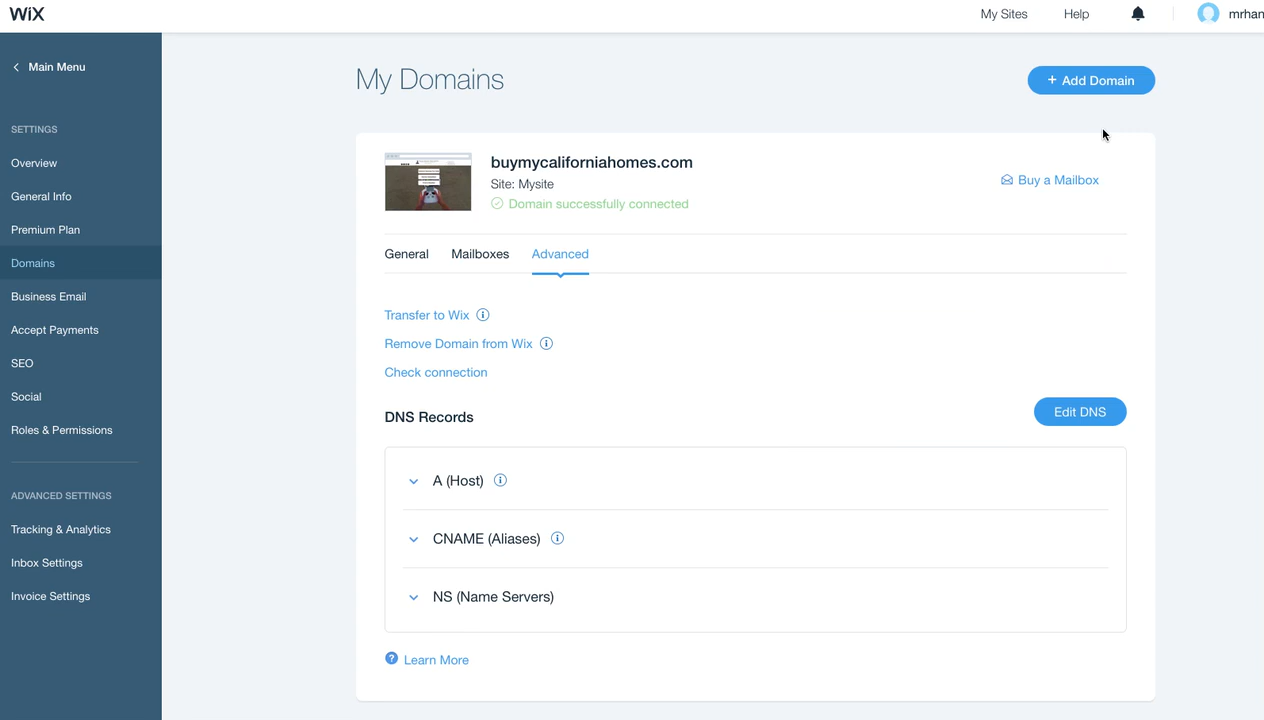 WiX
My Sites
Help
mrhan
Main Menu
SETTINGS
Overview
General Info
Premium Plan
Domains
Business Email
Accept Payments
SEO
Social
Roles & Permissions
ADVANCED SETTINGS
Tracking & Analytics
Inbox Settings
Invoice Settings
My Domains
+ Add Domain
buymycaliforniahomes.com
Site: Mysite
Domain successfully connected
Buy a Mailbox
General
Mailboxes
Advanced
Transfer to Wix
Remove Domain from Wix
Check connection
DNS Records
Edit DNS
A (Host)
CNAME (Aliases)
NS (Name Servers)
Learn More